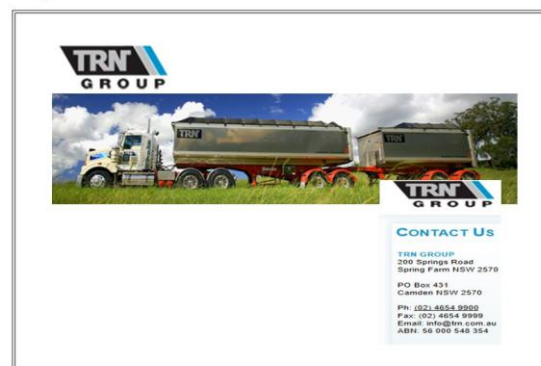 TRN
GROUP
TRN
TRN
TRN
GROUP
CONTACT US
TRN GROUP
200 Springs Road
Spring Farm NSW 2570
PO Box 431
Camden NSW 2570
Ph: (02) 4654 9900
Fax: (02) 4654 9999
Email: info@trn.com.au
ABN: 56 000 548 354